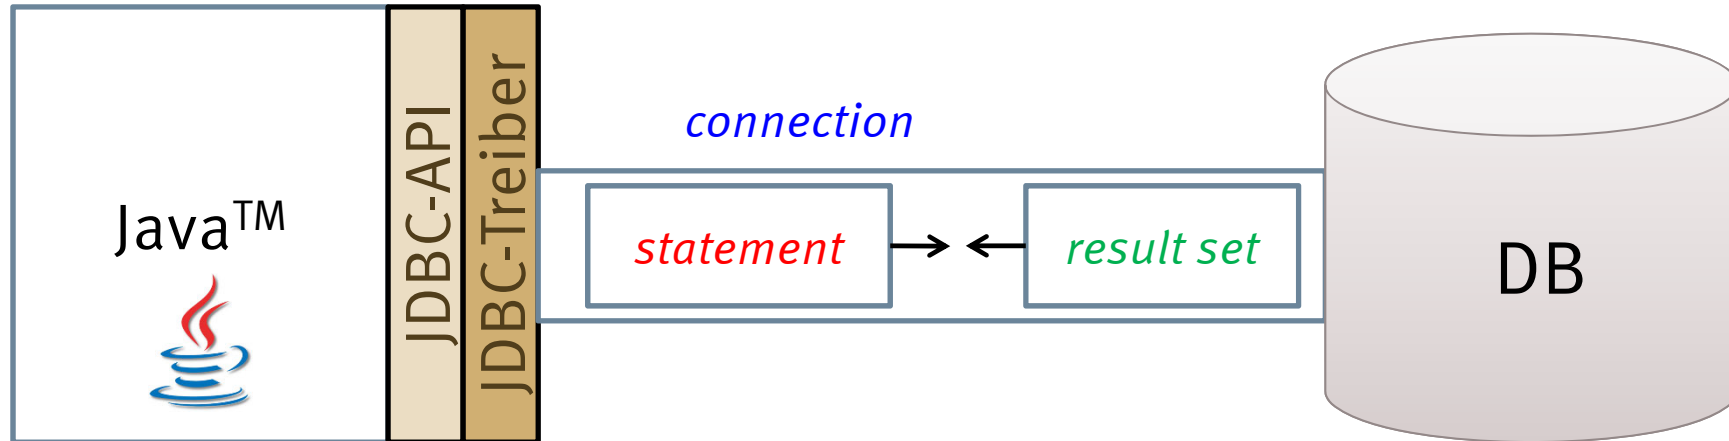 Java™
JDBC-API
JDBC-Treiber
connection
statement
result set
DB